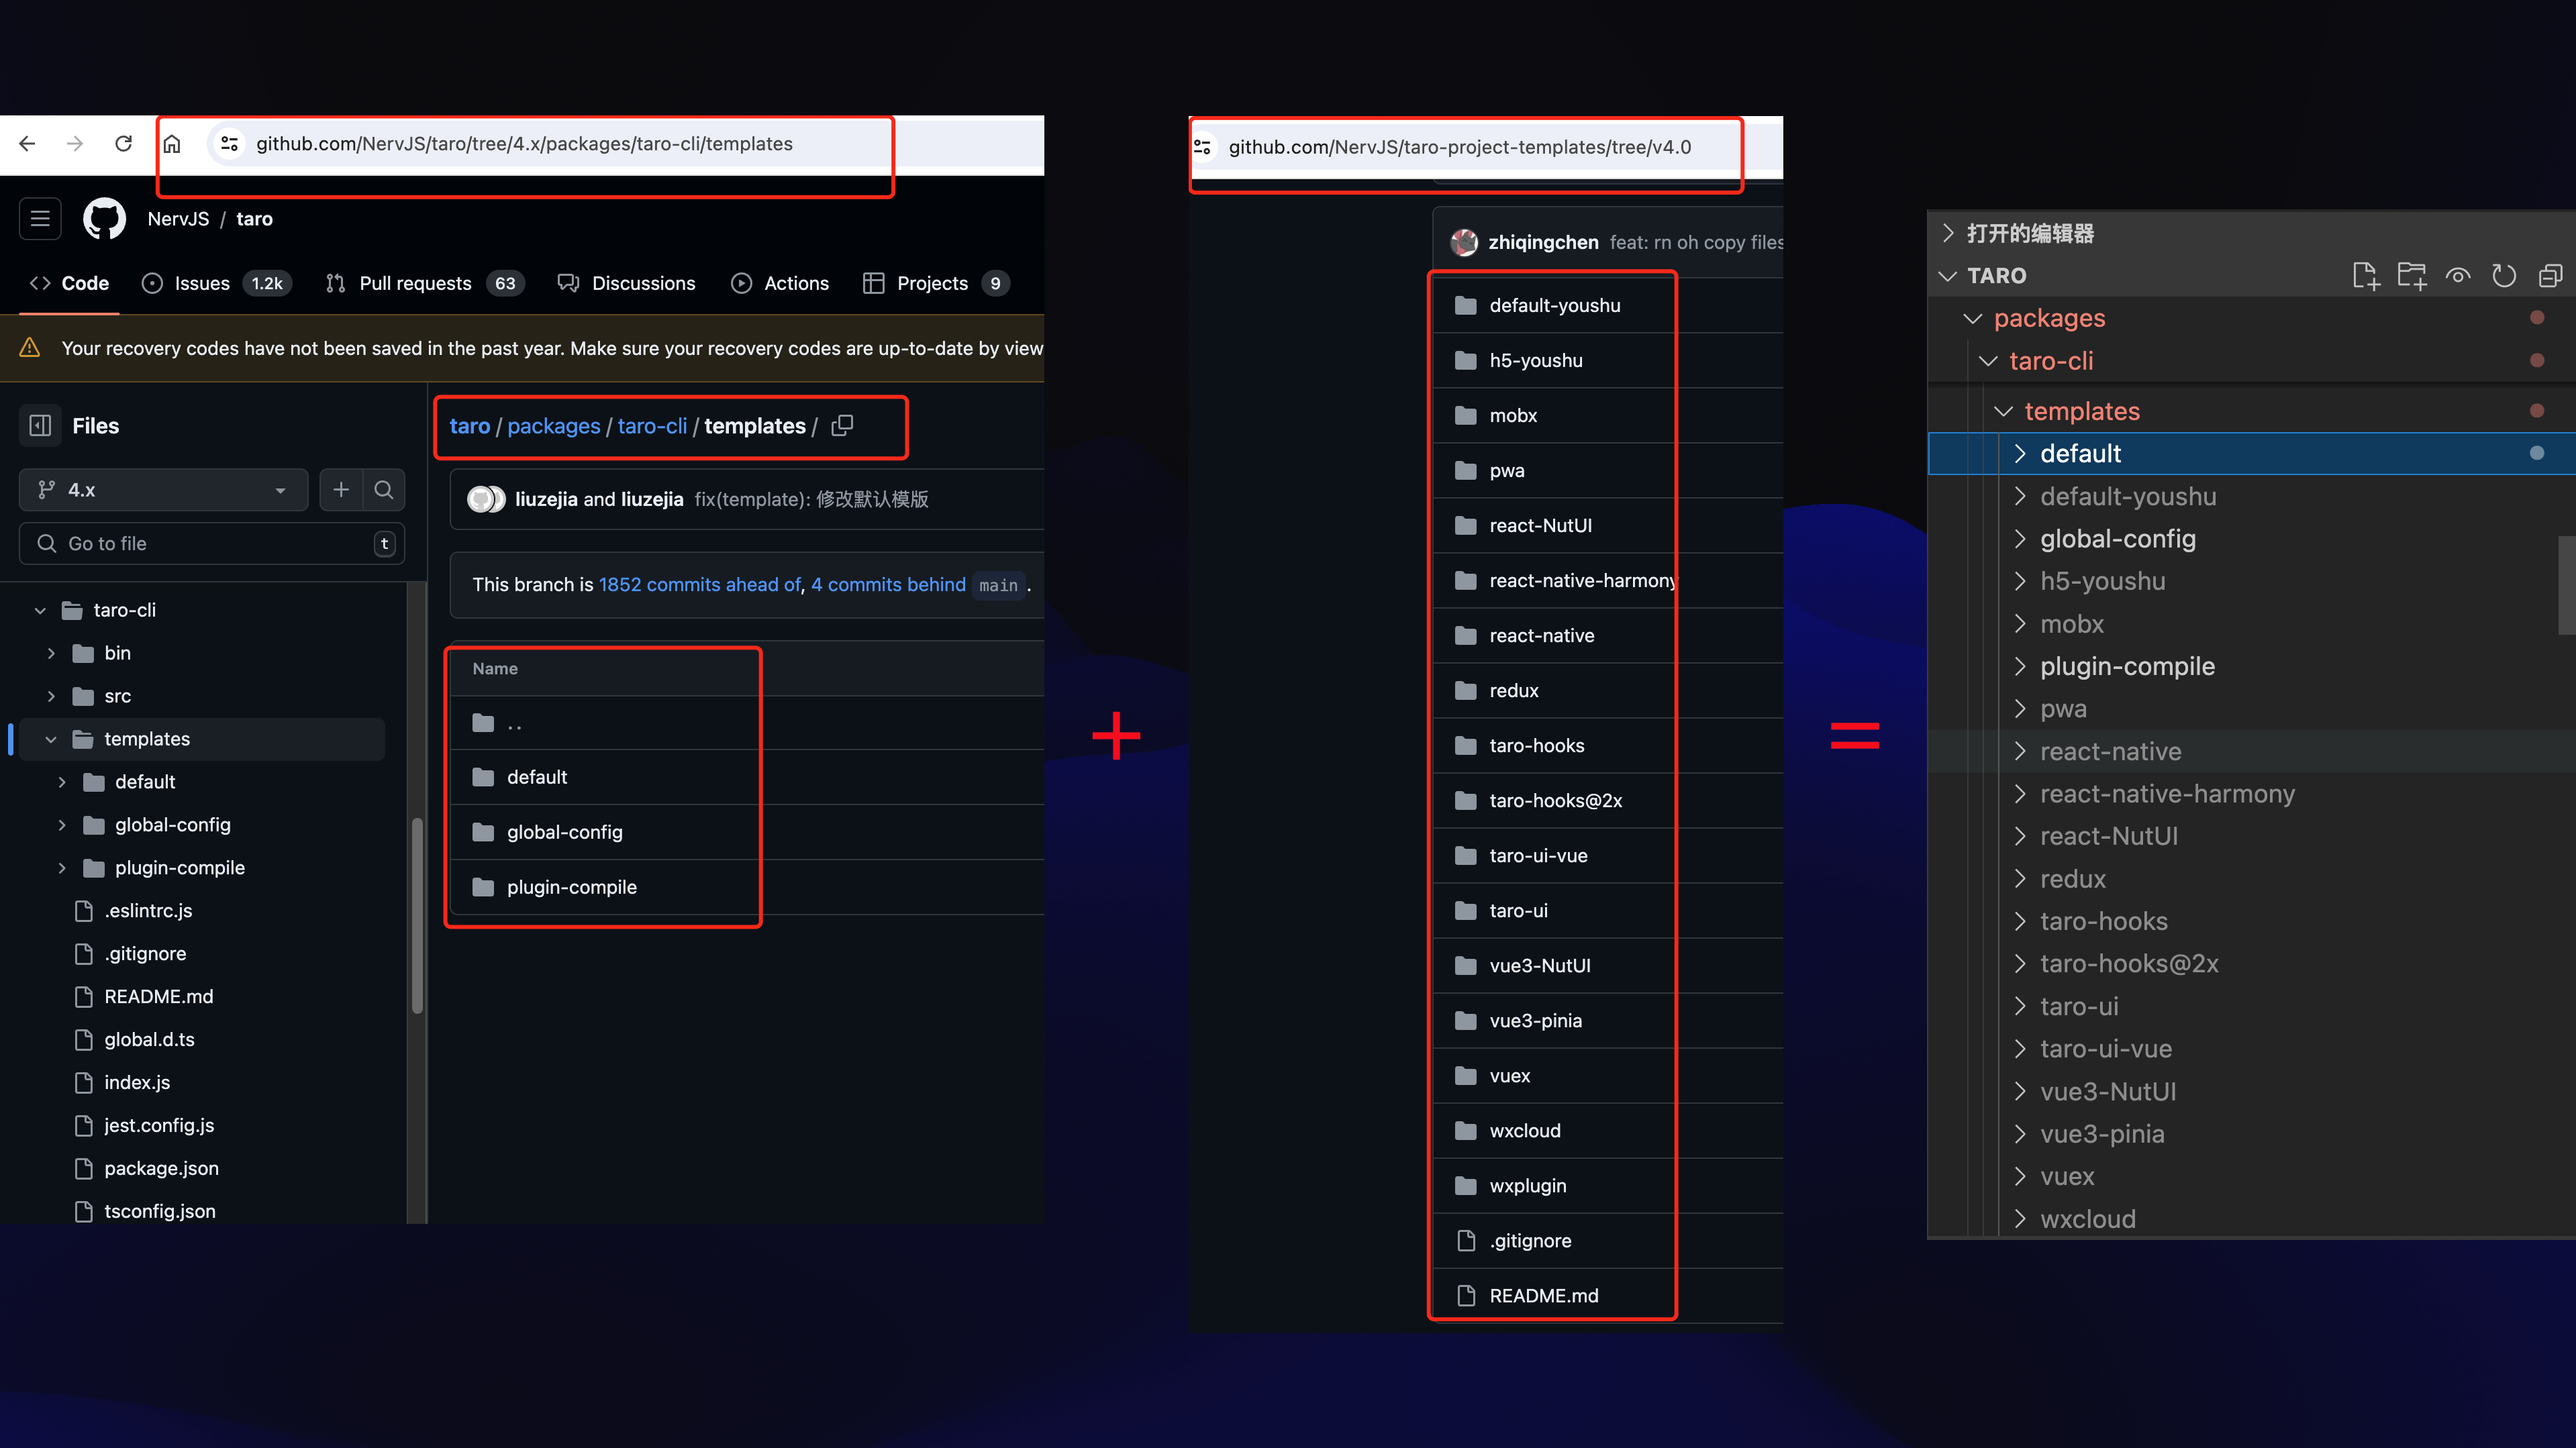 github.com/NervJS/taro/tree/4.x/packages/taro-cli/templates
NervJS / taro
Code
Issues 1.2k
Pull requests 63
Discussions
Actions
Projects 9
Your recovery codes have not been saved in the past year. Make sure your recovery codes are up-to-date by view
Files
4.x
Go to file
t
taro-cli
bin
src
templates
default
global-config
plugin-compile
.eslintrc.js
.gitignore
README.md
global.d.ts
index.js
jest.config.js
package.json
tsconfig.json
taro / packages / taro-cli / templates /
liuzejia and liuzejia fix(template): 修改默认模版
This branch is 1852 commits ahead of, 4 commits behind main .
Name
..
default
global-config
plugin-compile
+
github.com/NervJS/taro-project-templates/tree/v4.0
zhiqingchen feat: rn oh copy files
default-youshu
h5-youshu
mobx
pwa
react-NutUI
react-native-harmony
react-native
redux
taro-hooks
taro-hooks@2x
taro-ui-vue
taro-ui
vue3-NutUI
vue3-pinia
vuex
wxcloud
wxplugin
.gitignore
README.md
=
打开的编辑器
TARO
packages
taro-cli
templates
default
default-youshu
global-config
h5-youshu
mobx
plugin-compile
pwa
react-native
react-native-harmony
react-NutUI
redux
taro-hooks
taro-hooks@2x
taro-ui
taro-ui-vue
vue3-NutUI
vue3-pinia
vuex
wxcloud